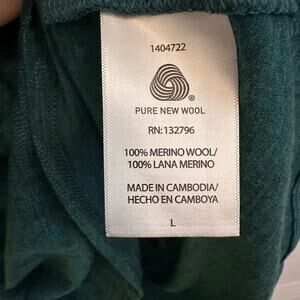 1404722
®
PURE NEW WOOL
RN: 132796
100% MERINO WOOL/
100% LANA MERINO
MADE IN CAMBODIA/
HECHO EN CAMBOYA
L